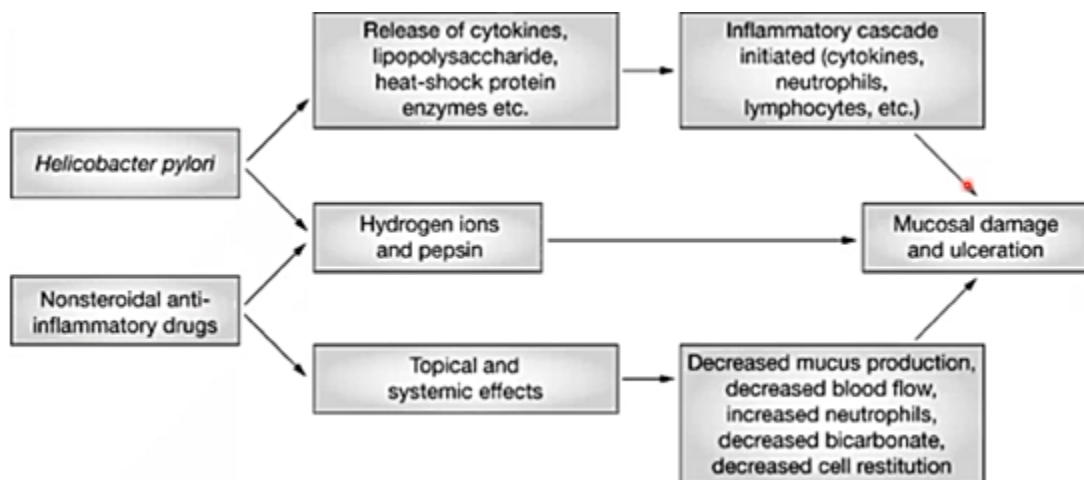 Release of cytokines,
lipopolysaccharide,
heat-shock protein
enzymes etc.
Inflammatory cascade
initiated (cytokines,
neutrophils,
lymphocytes, etc.)
Helicobacter pylori
Hydrogen ions
and pepsin
Mucosal damage
and ulceration
Nonsteroidal anti-
inflammatory drugs
Topical and
systemic effects
Decreased mucus production,
decreased blood flow,
increased neutrophils,
decreased bicarbonate,
decreased cell restitution